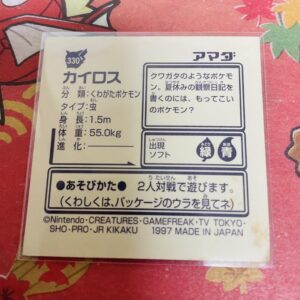 330
カイロス
分類：くわがたポケモン
タイプ：虫
身長：1.5m
体重：55.0kg
進化：――
アマダ
クワガタのようなポケモン。夏休みの観察日記を書くのには、もってこいのポケモン？
出現ソフト
緑 青
●あそびかた● 2人対戦で遊びます。
(くわしくは、パッケージのウラを見てネ)
©Nintendo・CREATURES・GAMEFREAK・TV TOKYO・
SHO-PRO・JR KIKAKU 1997 MADE IN JAPAN